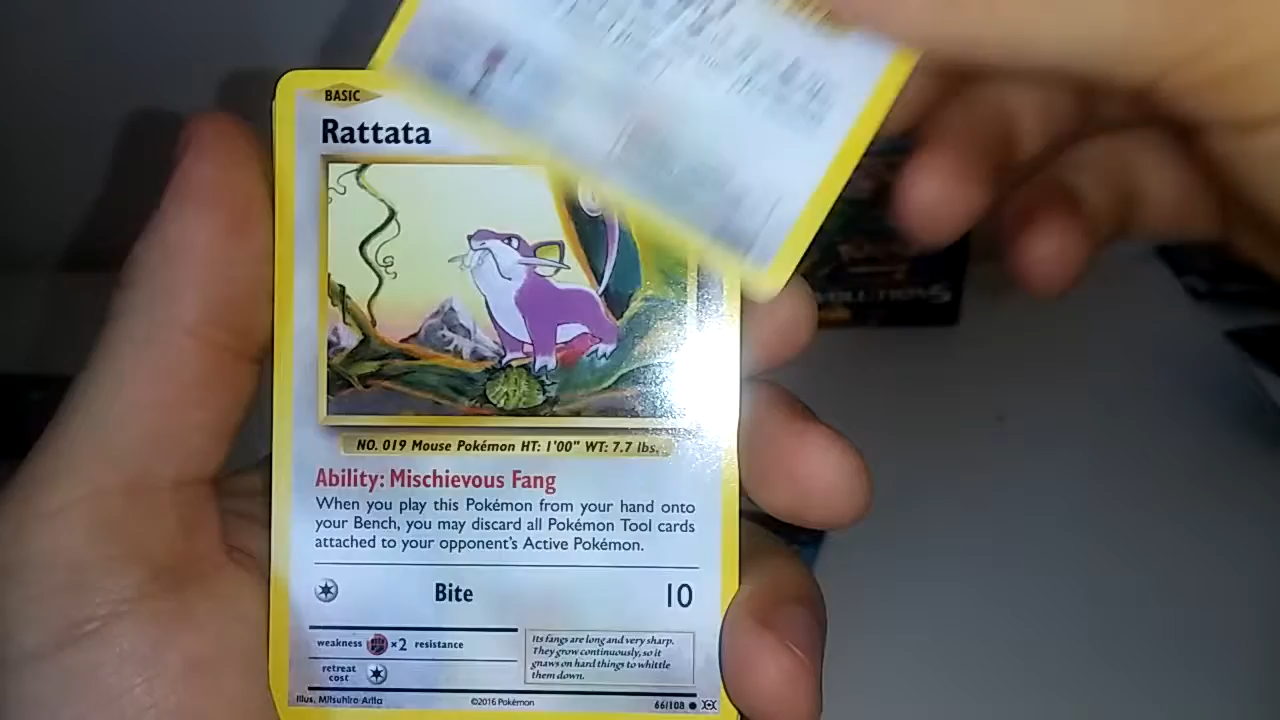 BASIC
Rattata
NO. 019 Mouse Pokémon HT: 1'00" WT: 7.7 lbs.
Ability: Mischievous Fang
When you play this Pokémon from your hand onto
your Bench, you may discard all Pokémon Tool cards
attached to your opponent's Active Pokémon.
Bite 10
weakness ×2 resistance
retreat
cost
Its fangs are long and very sharp.
They grow continuously, so it
gnaws on hard things to whittle
them down.
Illus. Mitsuhiro Arita ©2016 Pokémon 66/108